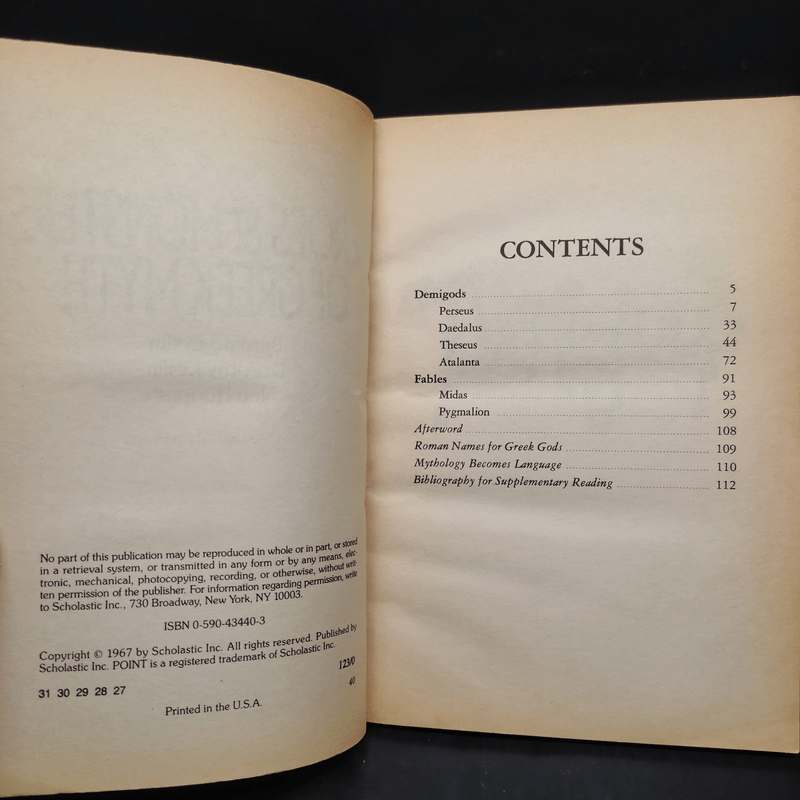 No part of this publication may be reproduced in whole or in part, or stored
in a retrieval system, or transmitted in any form or by any means, elec-
tronic, mechanical, photocopying, recording, or otherwise, without writ-
ten permission of the publisher. For information regarding permission, write
to Scholastic Inc., 730 Broadway, New York, NY 10003.
ISBN 0-590-43440-3
Copyright © 1967 by Scholastic Inc. All rights reserved. Published by
Scholastic Inc. POINT is a registered trademark of Scholastic Inc.
31 30 29 28 27 123/0
40
Printed in the U.S.A.
CONTENTS
Demigods 5
Perseus 7
Daedalus 33
Theseus 44
Atalanta 72
Fables 91
Midas 93
Pygmalion 99
Afterword 108
Roman Names for Greek Gods 109
Mythology Becomes Language 110
Bibliography for Supplementary Reading 112